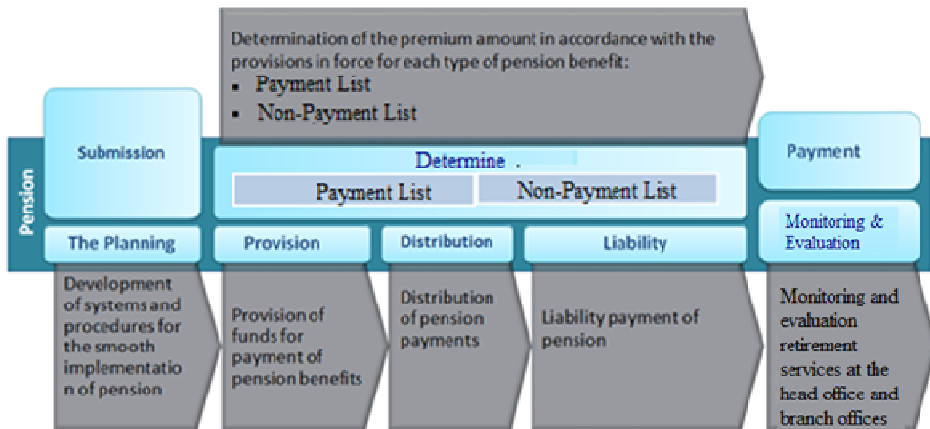 Determination of the premium amount in accordance with the
provisions in force for each type of pension benefit:
▪ Payment List
▪ Non-Payment List
Pension
Submission
Determine .
Payment List
Non-Payment List
Payment
The Planning
Provision
Distribution
Liability
Monitoring &
Evaluation
Development
of systems and
procedures for
the smooth
implementatio
n of pension
Provision of
funds for
payment of
pension benefits
Distribution
of pension
payments
Liability payment of
pension
Monitoring and
evaluation
retirement
services at the
head office and
branch offices